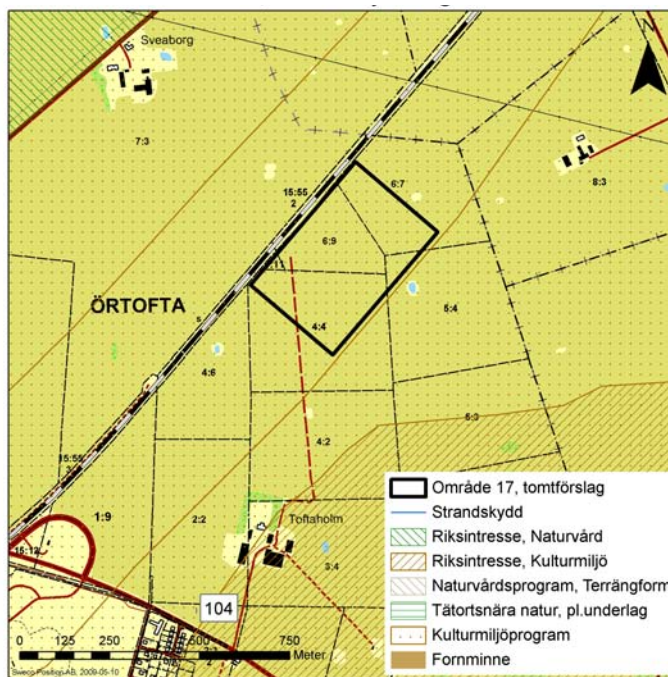 Sveaborg
N
7:3
8:3
15:55
2
6:7
6:9
ÖRTOFTA
5
4:4
5:4
4:6
5:3
4:2
15:55
3
1:9
2:2
Toftaholm
15:12
3:4
104
0 125 250 500 750
Meter
Sweco Position AB, 2009-05-10
Område 17, tomtförslag
Strandskydd
Riksintresse, Naturvård
Riksintresse, Kulturmiljö
Naturvårdsprogram, Terrängform
Tätortsnära natur, pl.underlag
Kulturmiljöprogram
Fornminne